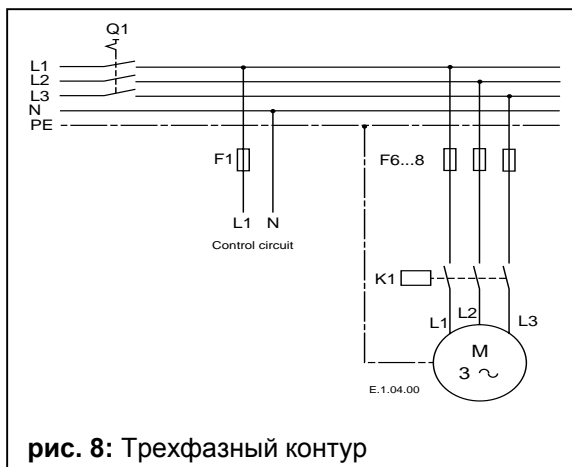 Q1
L1
L2
L3
N
PE
F1
F6...8
L1 N
Control circuit
K1
L1 L2 L3
M
3 ~
E.1.04.00
рис. 8: Трехфазный контур